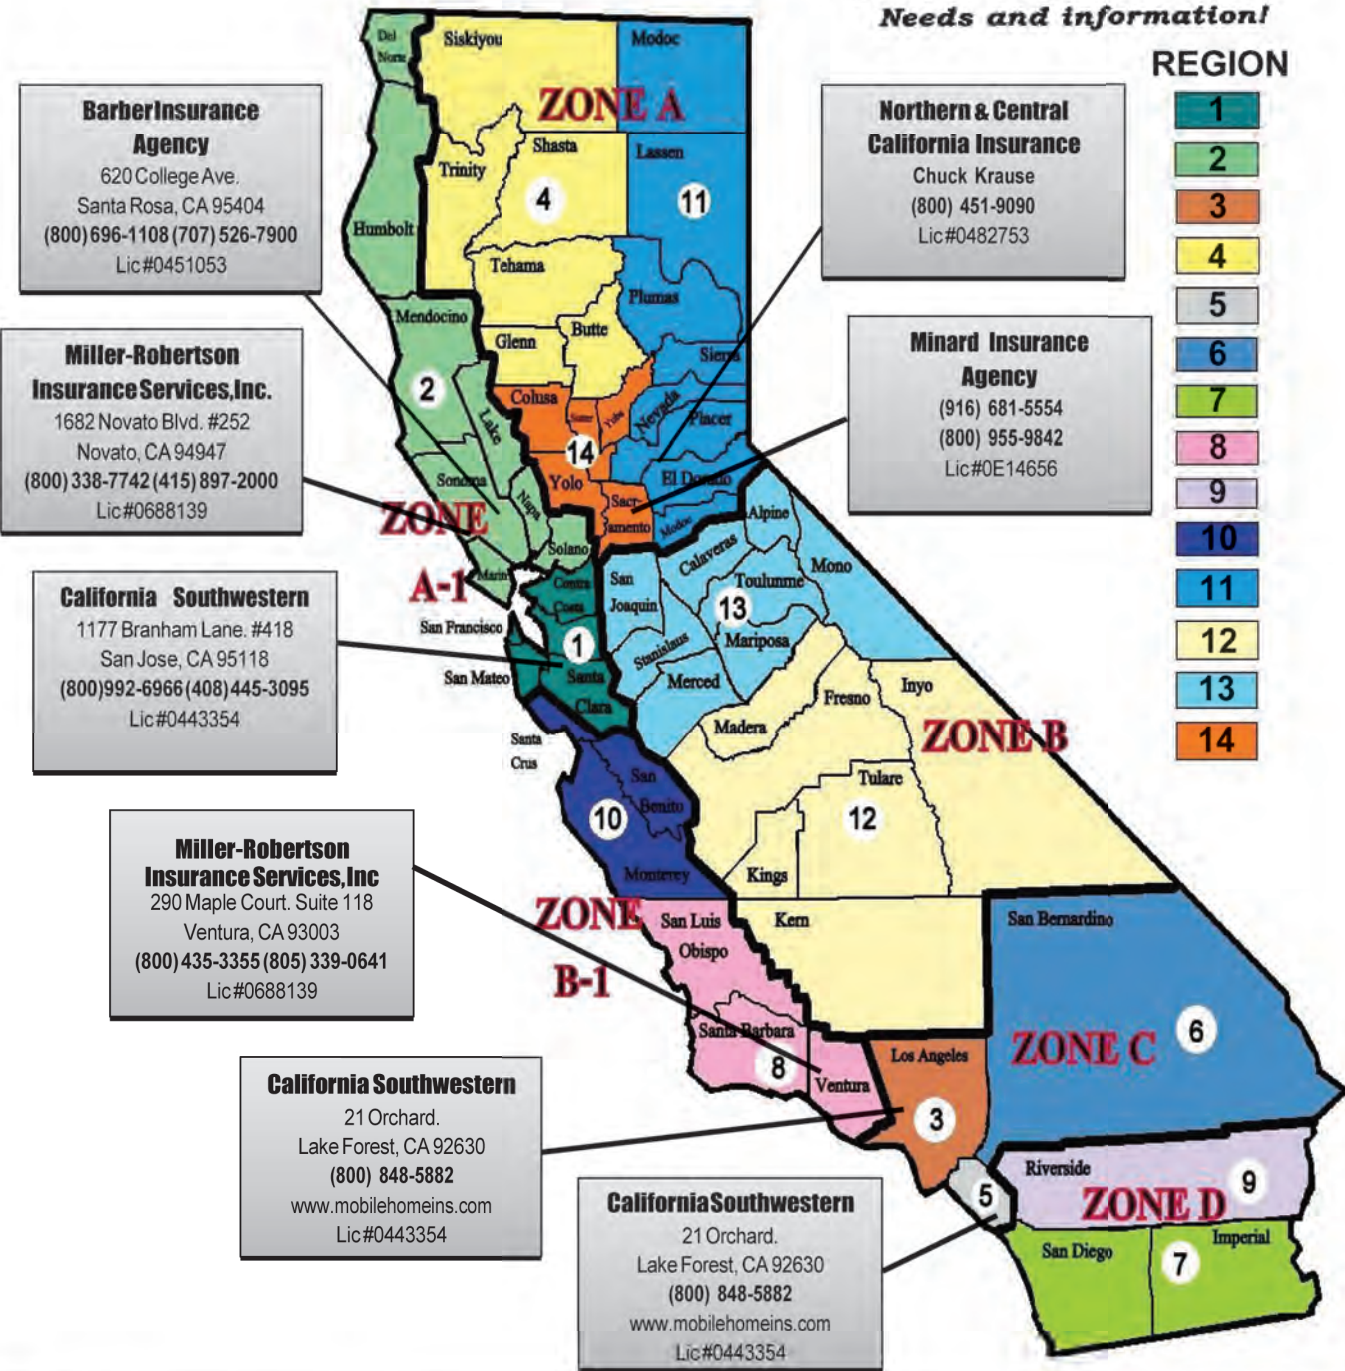 Needs and information!
REGION
1
2
3
4
5
6
7
8
9
10
11
12
13
14
Barber Insurance
Agency
620 College Ave.
Santa Rosa, CA 95404
(800) 696-1108 (707) 526-7900
Lic#0451053
Miller-Robertson
Insurance Services, Inc.
1682 Novato Blvd. #252
Novato, CA 94947
(800) 338-7742 (415) 897-2000
Lic#0688139
California Southwestern
1177 Branham Lane. #418
San Jose, CA 95118
(800)992-6966 (408)445-3095
Lic#0443354
Miller-Robertson
Insurance Services, Inc
290 Maple Court. Suite 118
Ventura, CA 93003
(800) 435-3355 (805) 339-0641
Lic#0688139
California Southwestern
21 Orchard.
Lake Forest, CA 92630
(800) 848-5882
www.mobilehomeins.com
Lic#0443354
California Southwestern
21 Orchard.
Lake Forest, CA 92630
(800) 848-5882
www.mobilehomeins.com
Lic#0443354
Northern & Central
California Insurance
Chuck Krause
(800) 451-9090
Lic#0482753
Minard Insurance
Agency
(916) 681-5554
(800) 955-9842
Lic#0E14656
Del
Norte
Siskiyou
Modoc
ZONE A
Trinity
Shasta
Lassen
4
11
Humbolt
Tehama
Plumas
Mendocino
Glenn
Butte
Sierra
2
Colusa
Sutter
Yuba
Nevada
Placer
Lake
14
Sonoma
Napa
Yolo
El Dorado
Sacr-
amento
Modoc
ZONE
A-1
Solano
Marin
Alpine
Contra
Costa
San
Joaquin
Calaveras
Toulunme
Mono
13
San Francisco
1
Stanislaus
Mariposa
San Mateo
Santa
Clara
Merced
Fresno
Inyo
Madera
ZONE B
Santa
Crus
San
Benito
Tulare
10
12
Monterey
Kings
ZONE
B-1
San Luis
Obispo
Kern
San Bernardino
Santa Barbara
8
Ventura
Los Angeles
3
ZONE C
6
5
Riverside
9
ZONE D
San Diego
Imperial
7